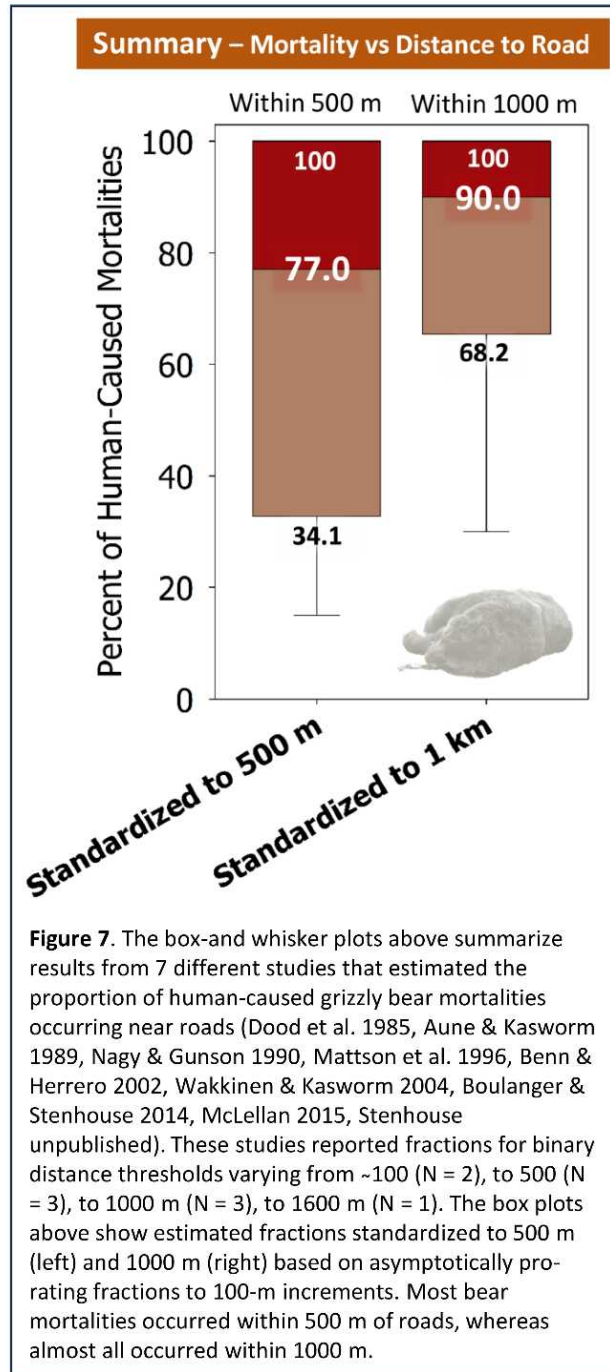 Summary – Mortality vs Distance to Road
Within 500 m Within 1000 m
Percent of Human-Caused Mortalities
100
80
60
40
20
0
100
77.0
34.1
100
90.0
68.2
Standardized to 500 m
Standardized to 1 km
Figure 7. The box-and whisker plots above summarize
results from 7 different studies that estimated the
proportion of human-caused grizzly bear mortalities
occurring near roads (Dood et al. 1985, Aune & Kasworm
1989, Nagy & Gunson 1990, Mattson et al. 1996, Benn &
Herrero 2002, Wakkinen & Kasworm 2004, Boulanger &
Stenhouse 2014, McLellan 2015, Stenhouse
unpublished). These studies reported fractions for binary
distance thresholds varying from ~100 (N = 2), to 500 (N
= 3), to 1000 m (N = 3), to 1600 m (N = 1). The box plots
above show estimated fractions standardized to 500 m
(left) and 1000 m (right) based on asymptotically pro-
rating fractions to 100-m increments. Most bear
mortalities occurred within 500 m of roads, whereas
almost all occurred within 1000 m.